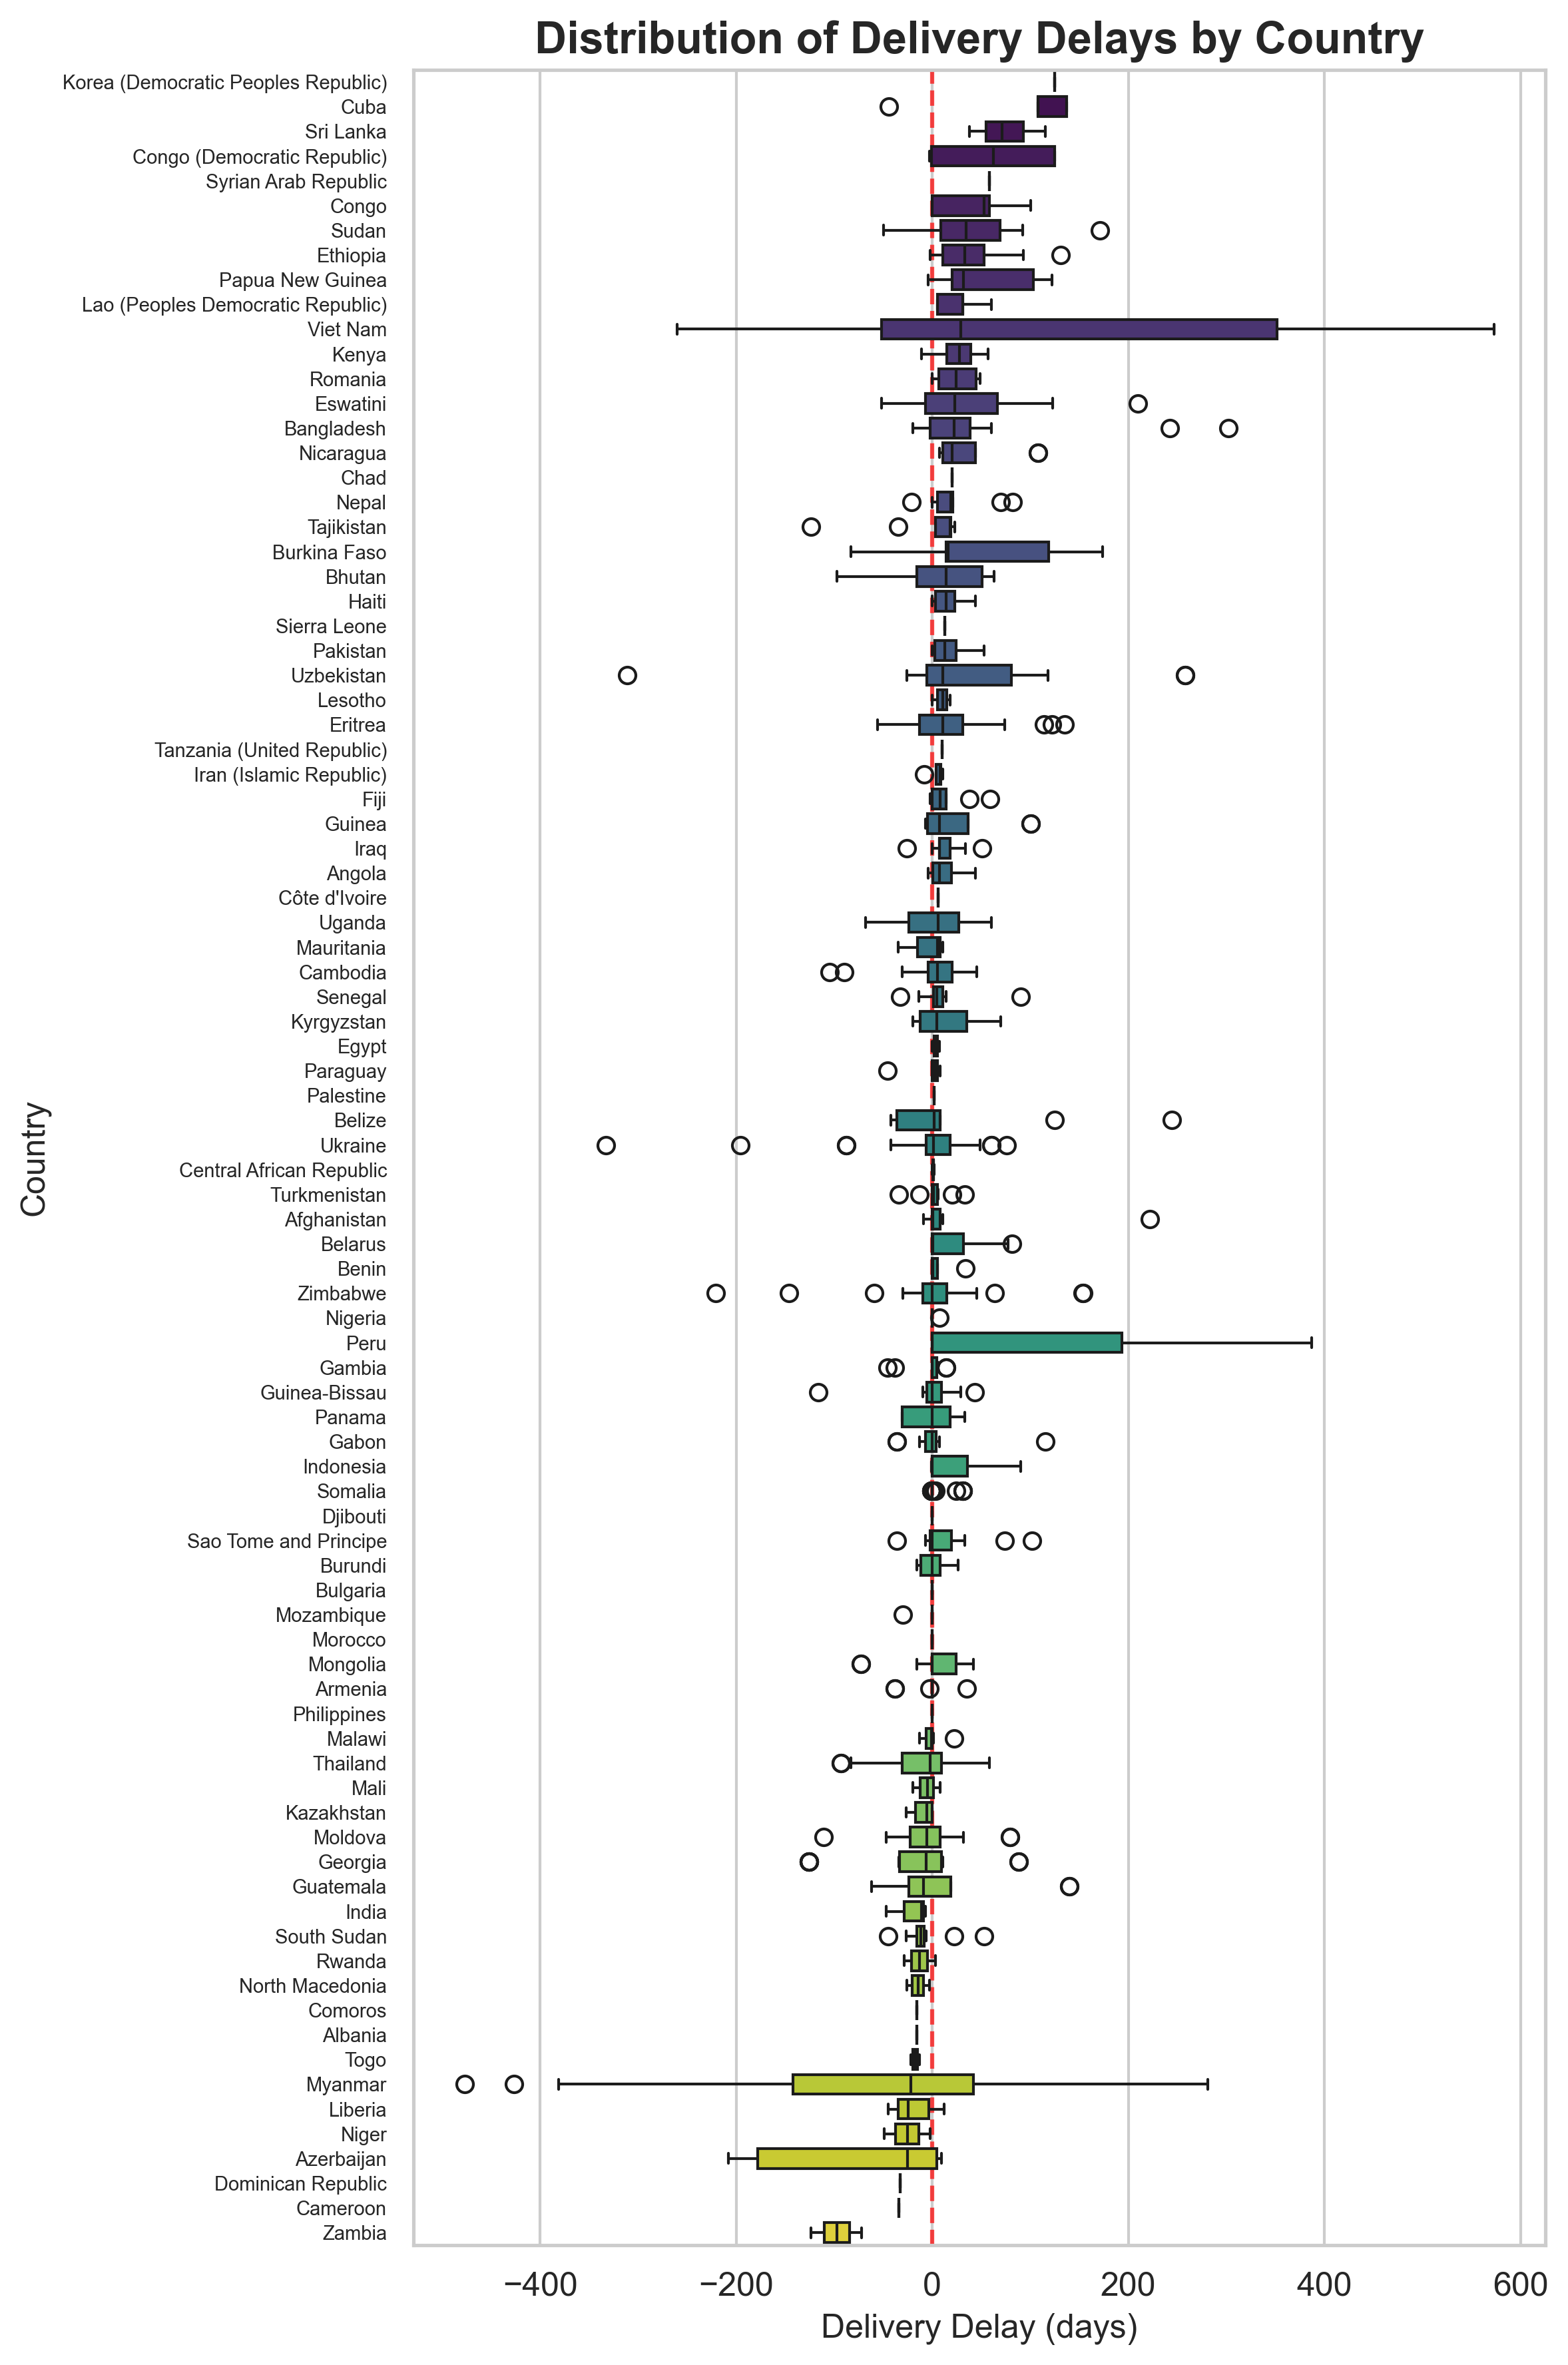 Distribution of Delivery Delays by Country
Korea (Democratic Peoples Republic)
Cuba
Sri Lanka
Congo (Democratic Republic)
Syrian Arab Republic
Congo
Sudan
Ethiopia
Papua New Guinea
Lao (Peoples Democratic Republic)
Viet Nam
Kenya
Romania
Eswatini
Bangladesh
Nicaragua
Chad
Nepal
Tajikistan
Burkina Faso
Bhutan
Haiti
Sierra Leone
Pakistan
Uzbekistan
Lesotho
Eritrea
Tanzania (United Republic)
Iran (Islamic Republic)
Fiji
Guinea
Iraq
Angola
Côte d'Ivoire
Uganda
Mauritania
Cambodia
Senegal
Kyrgyzstan
Egypt
Paraguay
Palestine
Belize
Ukraine
Central African Republic
Turkmenistan
Afghanistan
Belarus
Benin
Zimbabwe
Nigeria
Peru
Gambia
Guinea-Bissau
Panama
Gabon
Indonesia
Somalia
Djibouti
Sao Tome and Principe
Burundi
Bulgaria
Mozambique
Morocco
Mongolia
Armenia
Philippines
Malawi
Thailand
Mali
Kazakhstan
Moldova
Georgia
Guatemala
India
South Sudan
Rwanda
North Macedonia
Comoros
Albania
Togo
Myanmar
Liberia
Niger
Azerbaijan
Dominican Republic
Cameroon
Zambia
Country
−400 −200 0 200 400 600
Delivery Delay (days)